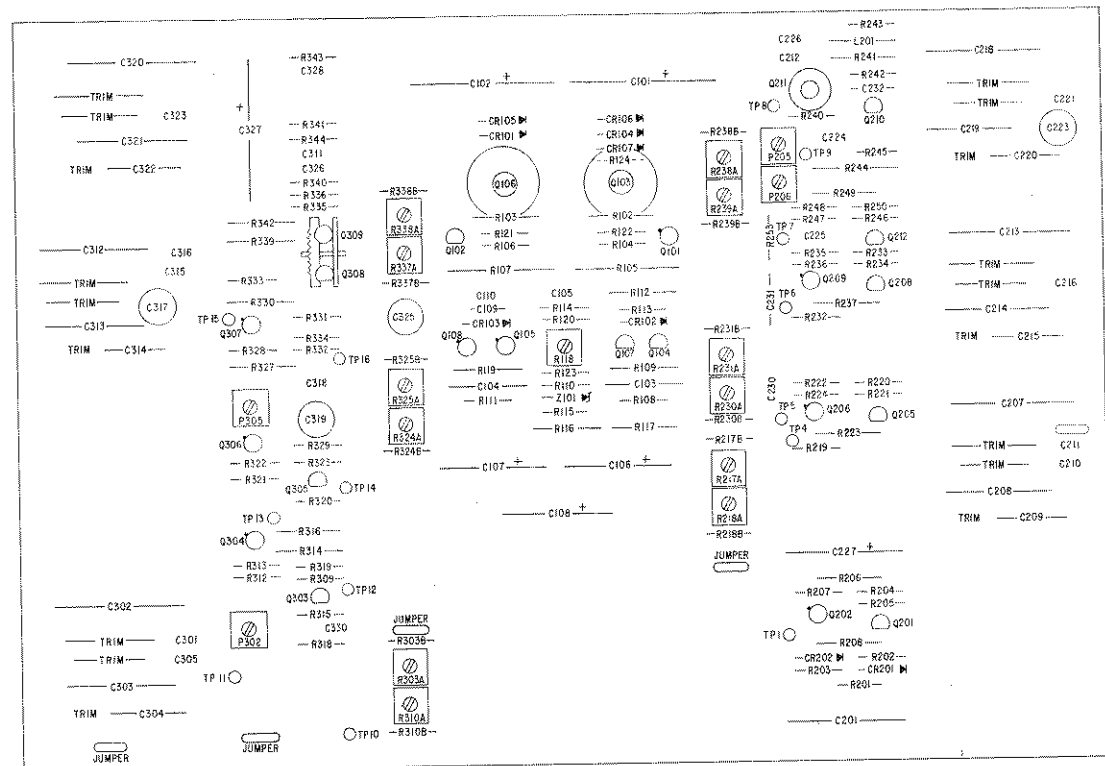 R243
C226
C201
C320
R343
C328
C212
R241
C218
C102
C101
Q211
R242
C232
TRIM
TRIM
TRIM
C323
TP8
R240
Q210
TRIM
C221
C327
CR105
CR106
CR101
CR104
R341
CR107
R238B
C224
C219
C223
C321
R344
R124
C311
R238A
P205
TP9
R245
TRIM
C220
TRIM
C322
C326
R244
R340
Q106
Q103
R336
R338B
R239A
P206
R249
R335
R248
R250
R342
R338A
R103
R102
R239B
R247
R246
R339
Q309
R121
R122
TP7
C225
Q212
C213
Q102
R106
R104
Q101
R253
C312
C316
R235
R233
R337A
R236
R234
C315
Q308
R107
R105
TRIM
TRIM
R333
R337B
Q209
Q208
TRIM
C216
C317
C110
C105
R112
C231
TP6
TRIM
R330
C109
R114
R113
R237
C214
C313
TP15
R331
C325
CR103
R120
CR102
R232
Q307
R334
Q108
Q105
R231B
TRIM
C215
TRIM
C314
R328
R332
TP16
R325B
R118
Q107
Q104
R231A
R327
R119
R123
R109
C318
R325A
C104
R110
C103
R230A
C230
R222
R220
R111
Z101
R108
R224
R221
P305
C319
R115
R230B
TP5
Q206
Q205
C207
R324A
R116
R117
R217B
TP4
R223
Q306
R329
R324B
R219
TRIM
C211
R322
R323
C107
C106
R217A
TRIM
C210
R321
Q305
TP14
R320
C208
TP13
C108
R218A
TRIM
C209
R316
R218B
Q304
R314
JUMPER
C227
R313
R319
R312
R309
R206
TP12
R207
R204
Q303
R205
C302
R315
JUMPER
Q202
Q201
C330
TP1
TRIM
C301
P302
R318
R303B
R208
TRIM
C305
CR202
R202
TP11
R303A
R203
CR201
C303
R201
TRIM
C304
R310A
C201
TP10
R310B
JUMPER
JUMPER